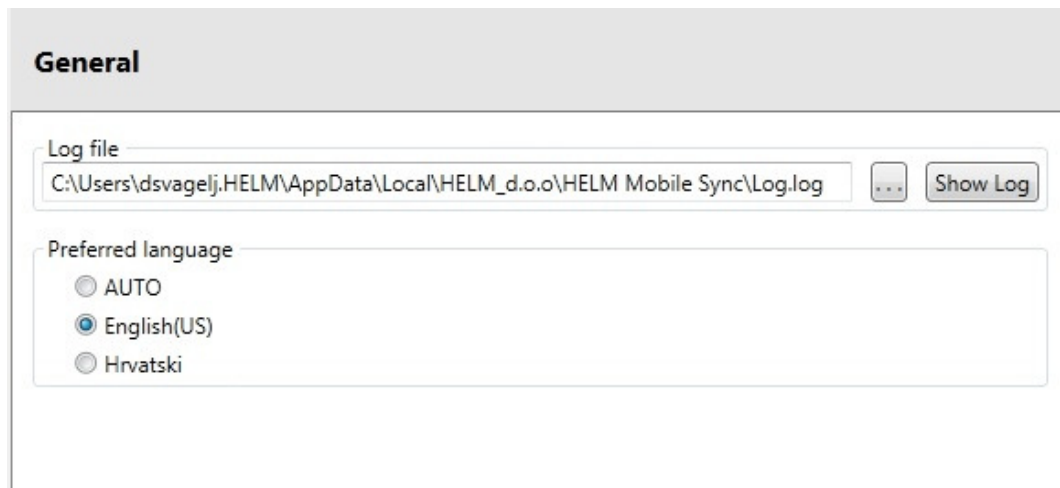 General
Log file
C:\Users\dsvagelj.HELM\AppData\Local\HELM_d.o.o\HELM Mobile Sync\Log.log ... Show Log
Preferred language
AUTO
English(US)
Hrvatski